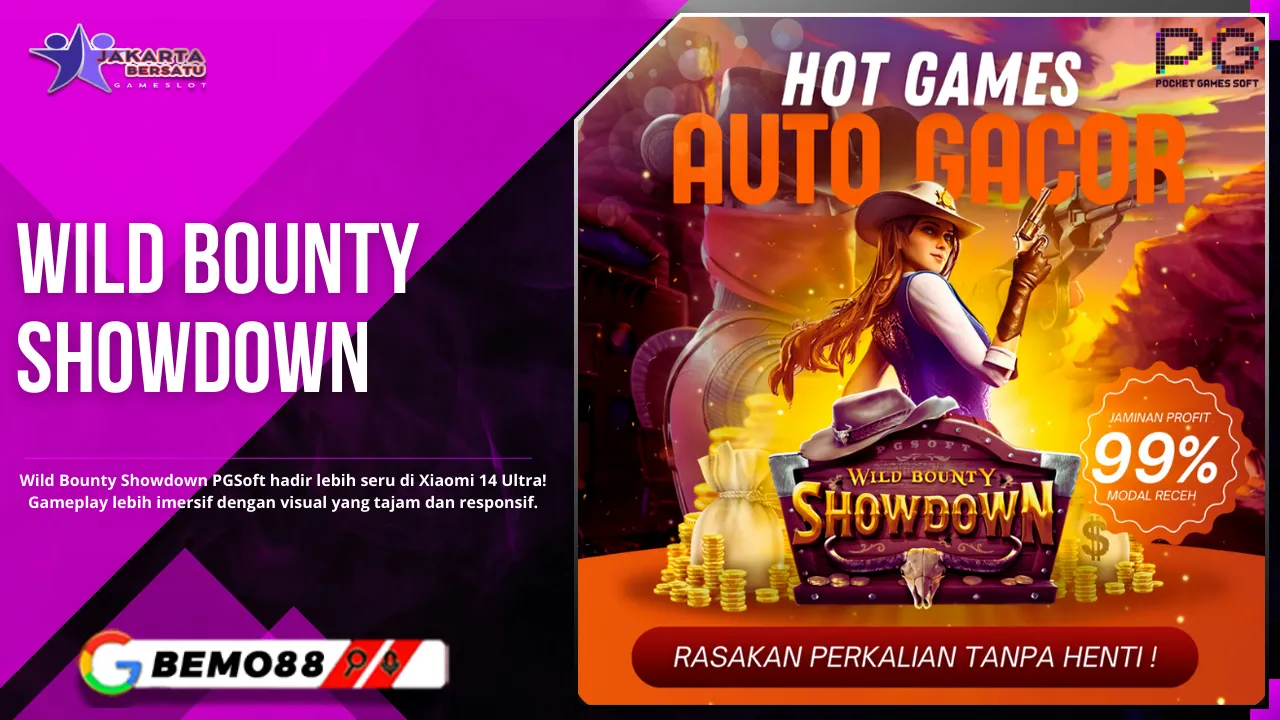 JAKARTA
BERSATU
GAMESLOT
WILD BOUNTY
SHOWDOWN
Wild Bounty Showdown PGSoft hadir lebih seru di Xiaomi 14 Ultra!
Gameplay lebih imersif dengan visual yang tajam dan responsif.
G BEMO88
PG
POCKET GAMES SOFT
HOT GAMES
AUTO GACOR
JAMINAN PROFIT
99%
MODAL RECEH
PGSOFT
WILD BOUNTY
SHOWDOWN
$
RASAKAN PERKALIAN TANPA HENTI !